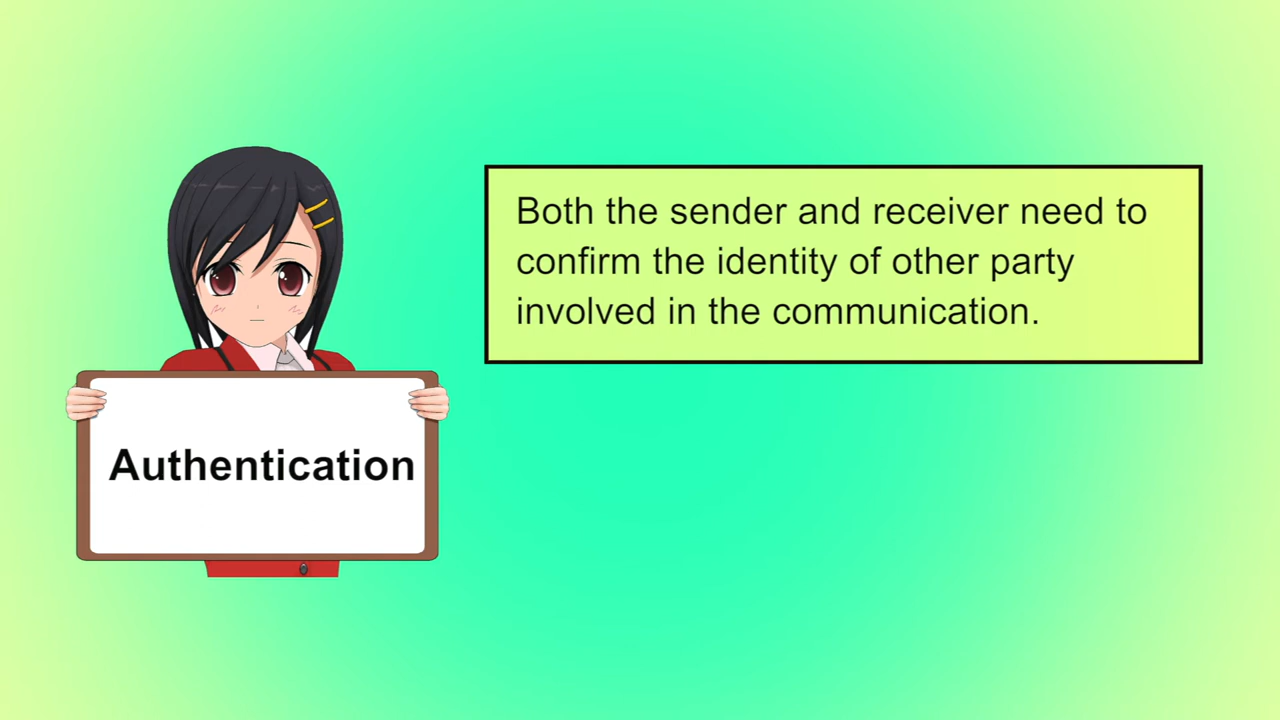 Both the sender and receiver need to
confirm the identity of other party
involved in the communication.
Authentication